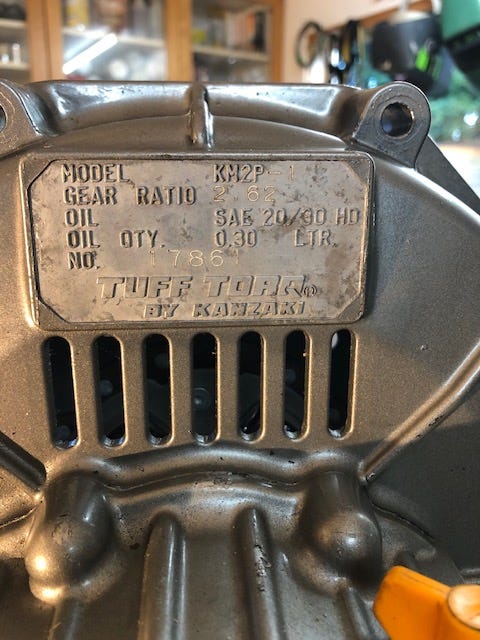 MODEL KM2P-1
GEAR RATIO 2 62
OIL SAE 20/30 HD
OIL QTY. 0.30 LTR.
NO. 17861
TUFF TORQ®
BY KANZAKI